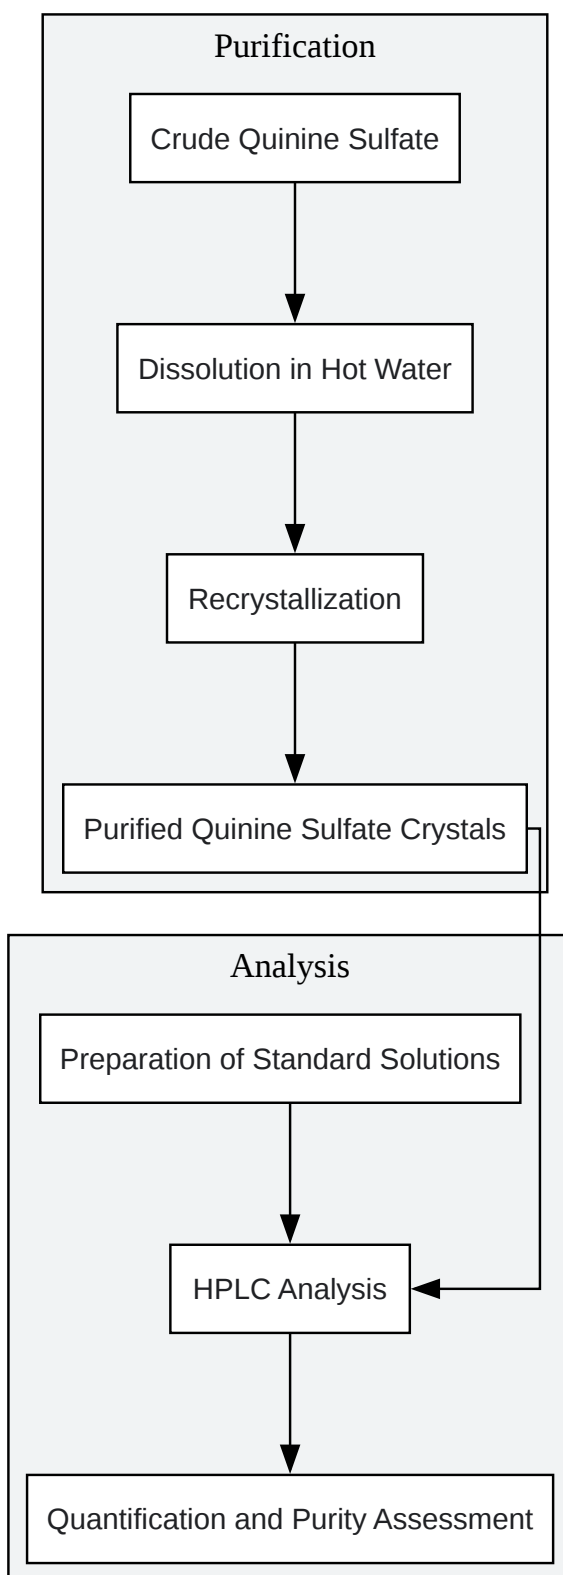 Purification
Crude Quinine Sulfate
Dissolution in Hot Water
Recrystallization
Purified Quinine Sulfate Crystals
Analysis
Preparation of Standard Solutions
HPLC Analysis
Quantification and Purity Assessment